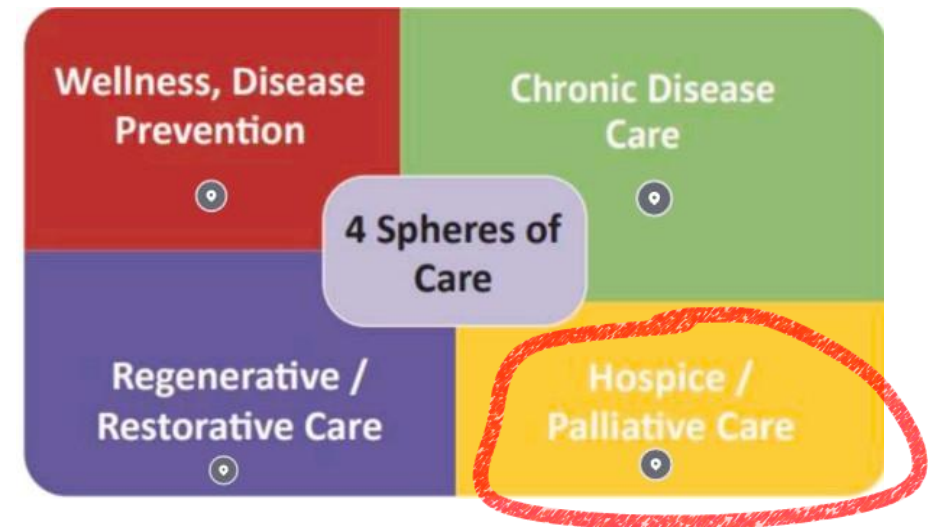 Wellness, Disease
Prevention
Chronic Disease
Care
4 Spheres of
Care
Regenerative /
Restorative Care
Hospice /
Palliative Care